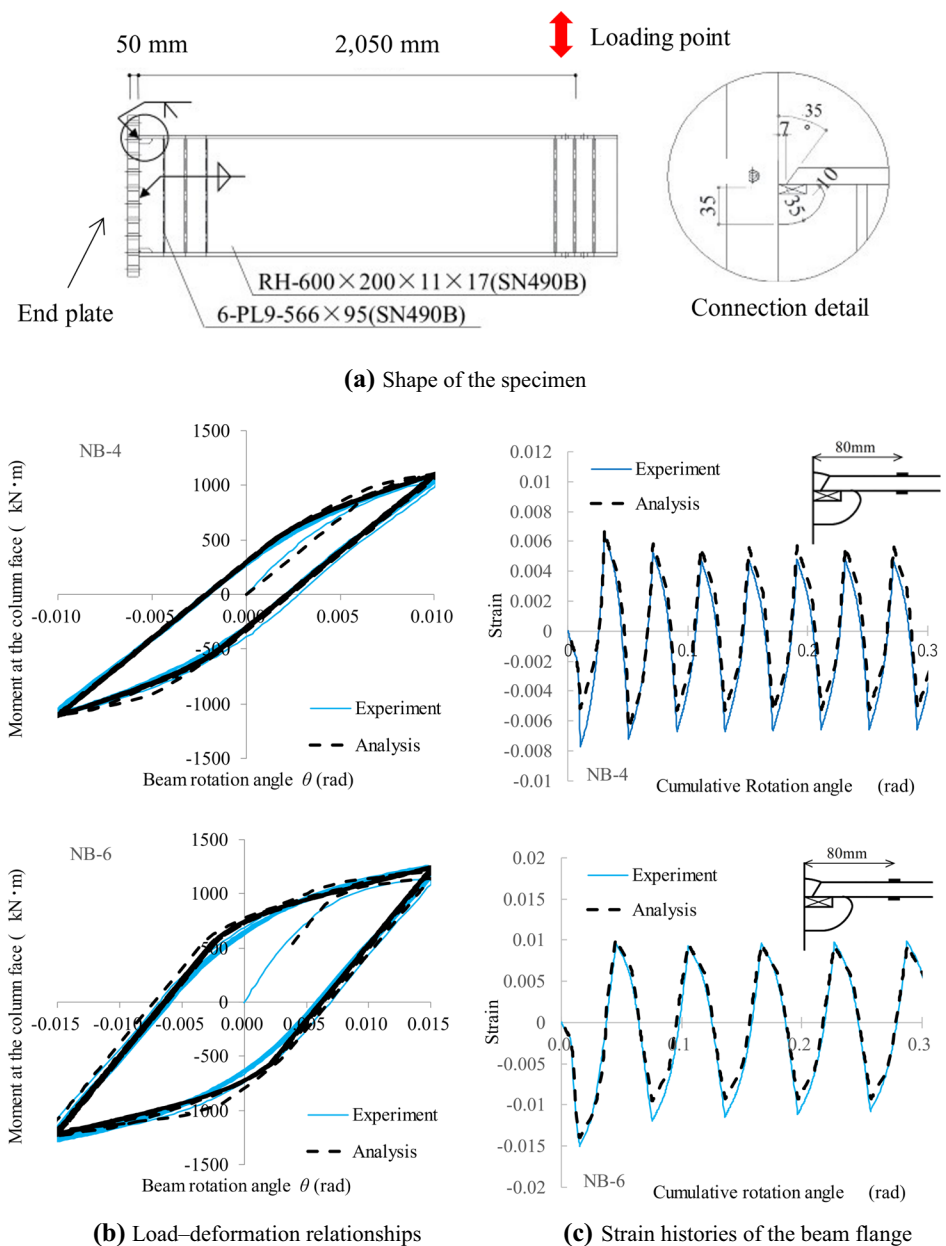 50 mm
2,050 mm
Loading point
End plate
RH-600×200×11×17(SN490B)
6-PL9-566×95(SN490B)
35
°
7
10
35
35
Connection detail
(a) Shape of the specimen
NB-4
Moment at the column face ( kN・m)
1500
1000
500
0
-500
-1000
-1500
-0.010
-0.005
0.000
0.005
0.010
Experiment
Analysis
Beam rotation angle θ (rad)
80mm
Experiment
Analysis
Strain
0.012
0.01
0.008
0.006
0.004
0.002
0
-0.002
-0.004
-0.006
-0.008
-0.01
0
0.1
0.2
0.3
NB-4
Cumulative Rotation angle (rad)
NB-6
Moment at the column face ( kN・m)
1500
1000
500
0
-500
-1000
-1500
-0.015
-0.010
-0.005
0.000
0.005
0.010
0.015
Experiment
Analysis
Beam rotation angle θ (rad)
80mm
Experiment
Analysis
Strain
0.02
0.015
0.01
0.005
0
-0.005
-0.01
-0.015
-0.02
0.0
0.1
0.2
0.3
NB-6
Cumulative rotation angle (rad)
(b) Load–deformation relationships
(c) Strain histories of the beam flange